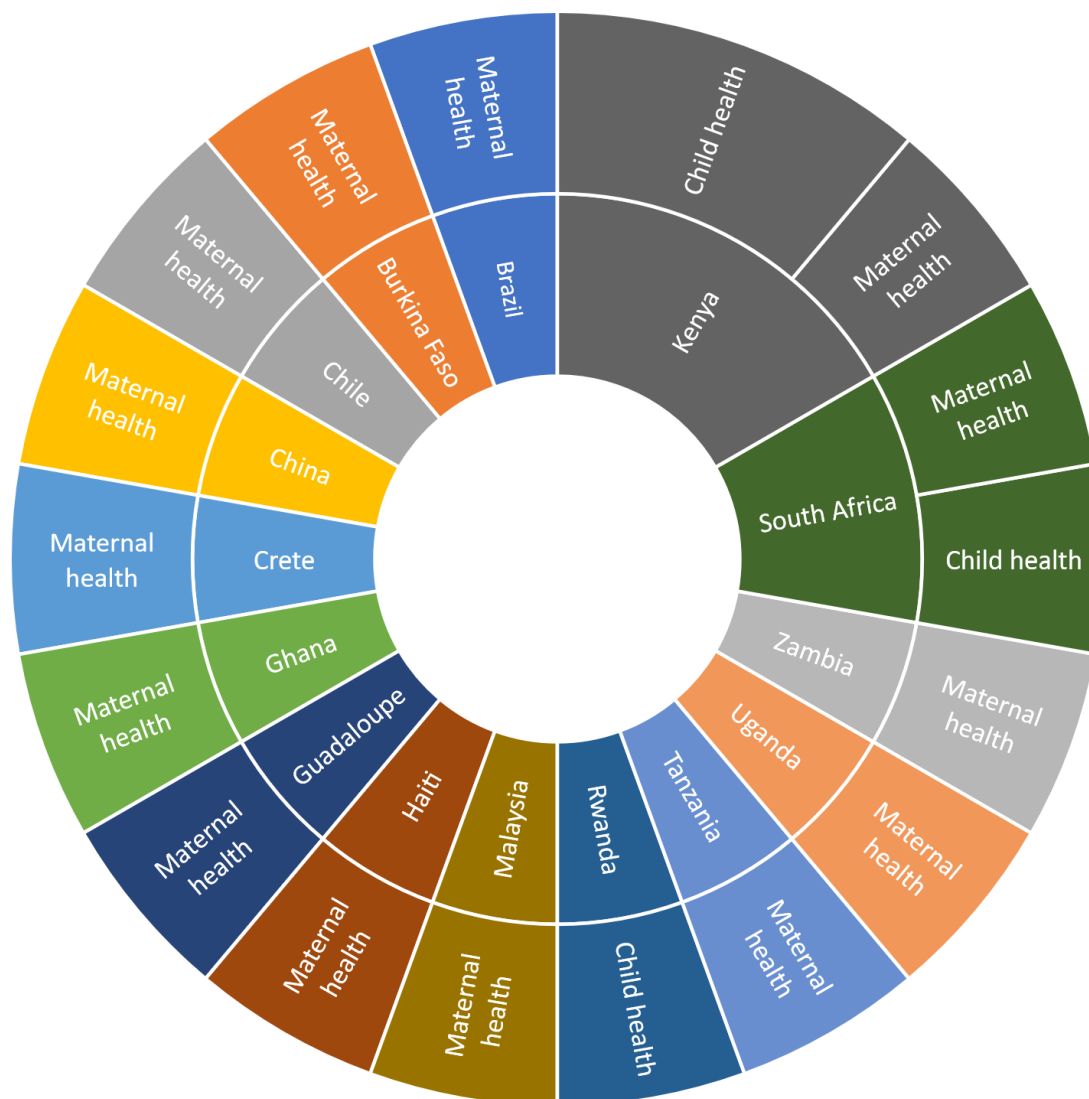 Child health
Maternal
health
Kenya
Maternal
health
Child health
South Africa
Maternal
health
Zambia
Maternal
health
Uganda
Maternal
health
Tanzania
Child health
Rwanda
Maternal
health
Malaysia
Maternal
health
Haiti
Maternal
health
Guadaloupe
Maternal
health
Ghana
Maternal
health
Crete
Maternal
health
China
Maternal
health
Chile
Maternal
health
Burkina Faso
Maternal
health
Brazil